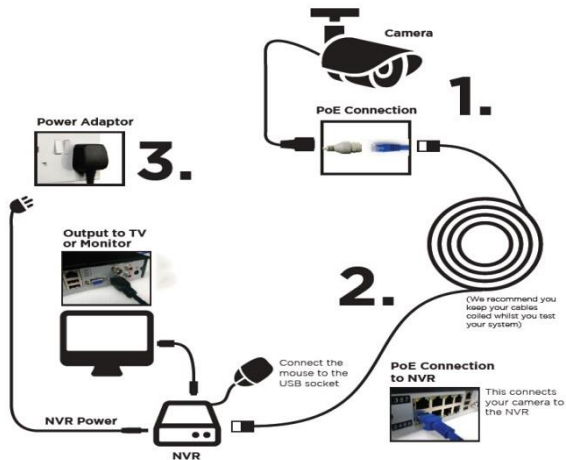 Camera
1.
PoE Connection
Power Adaptor
3.
Output to TV
or Monitor
2.
(We recommend you
keep your cables
coiled whilst you test
your system)
Connect the
mouse to the
USB socket
PoE Connection
to NVR
This connects
your camera to
the NVR
NVR Power
NVR